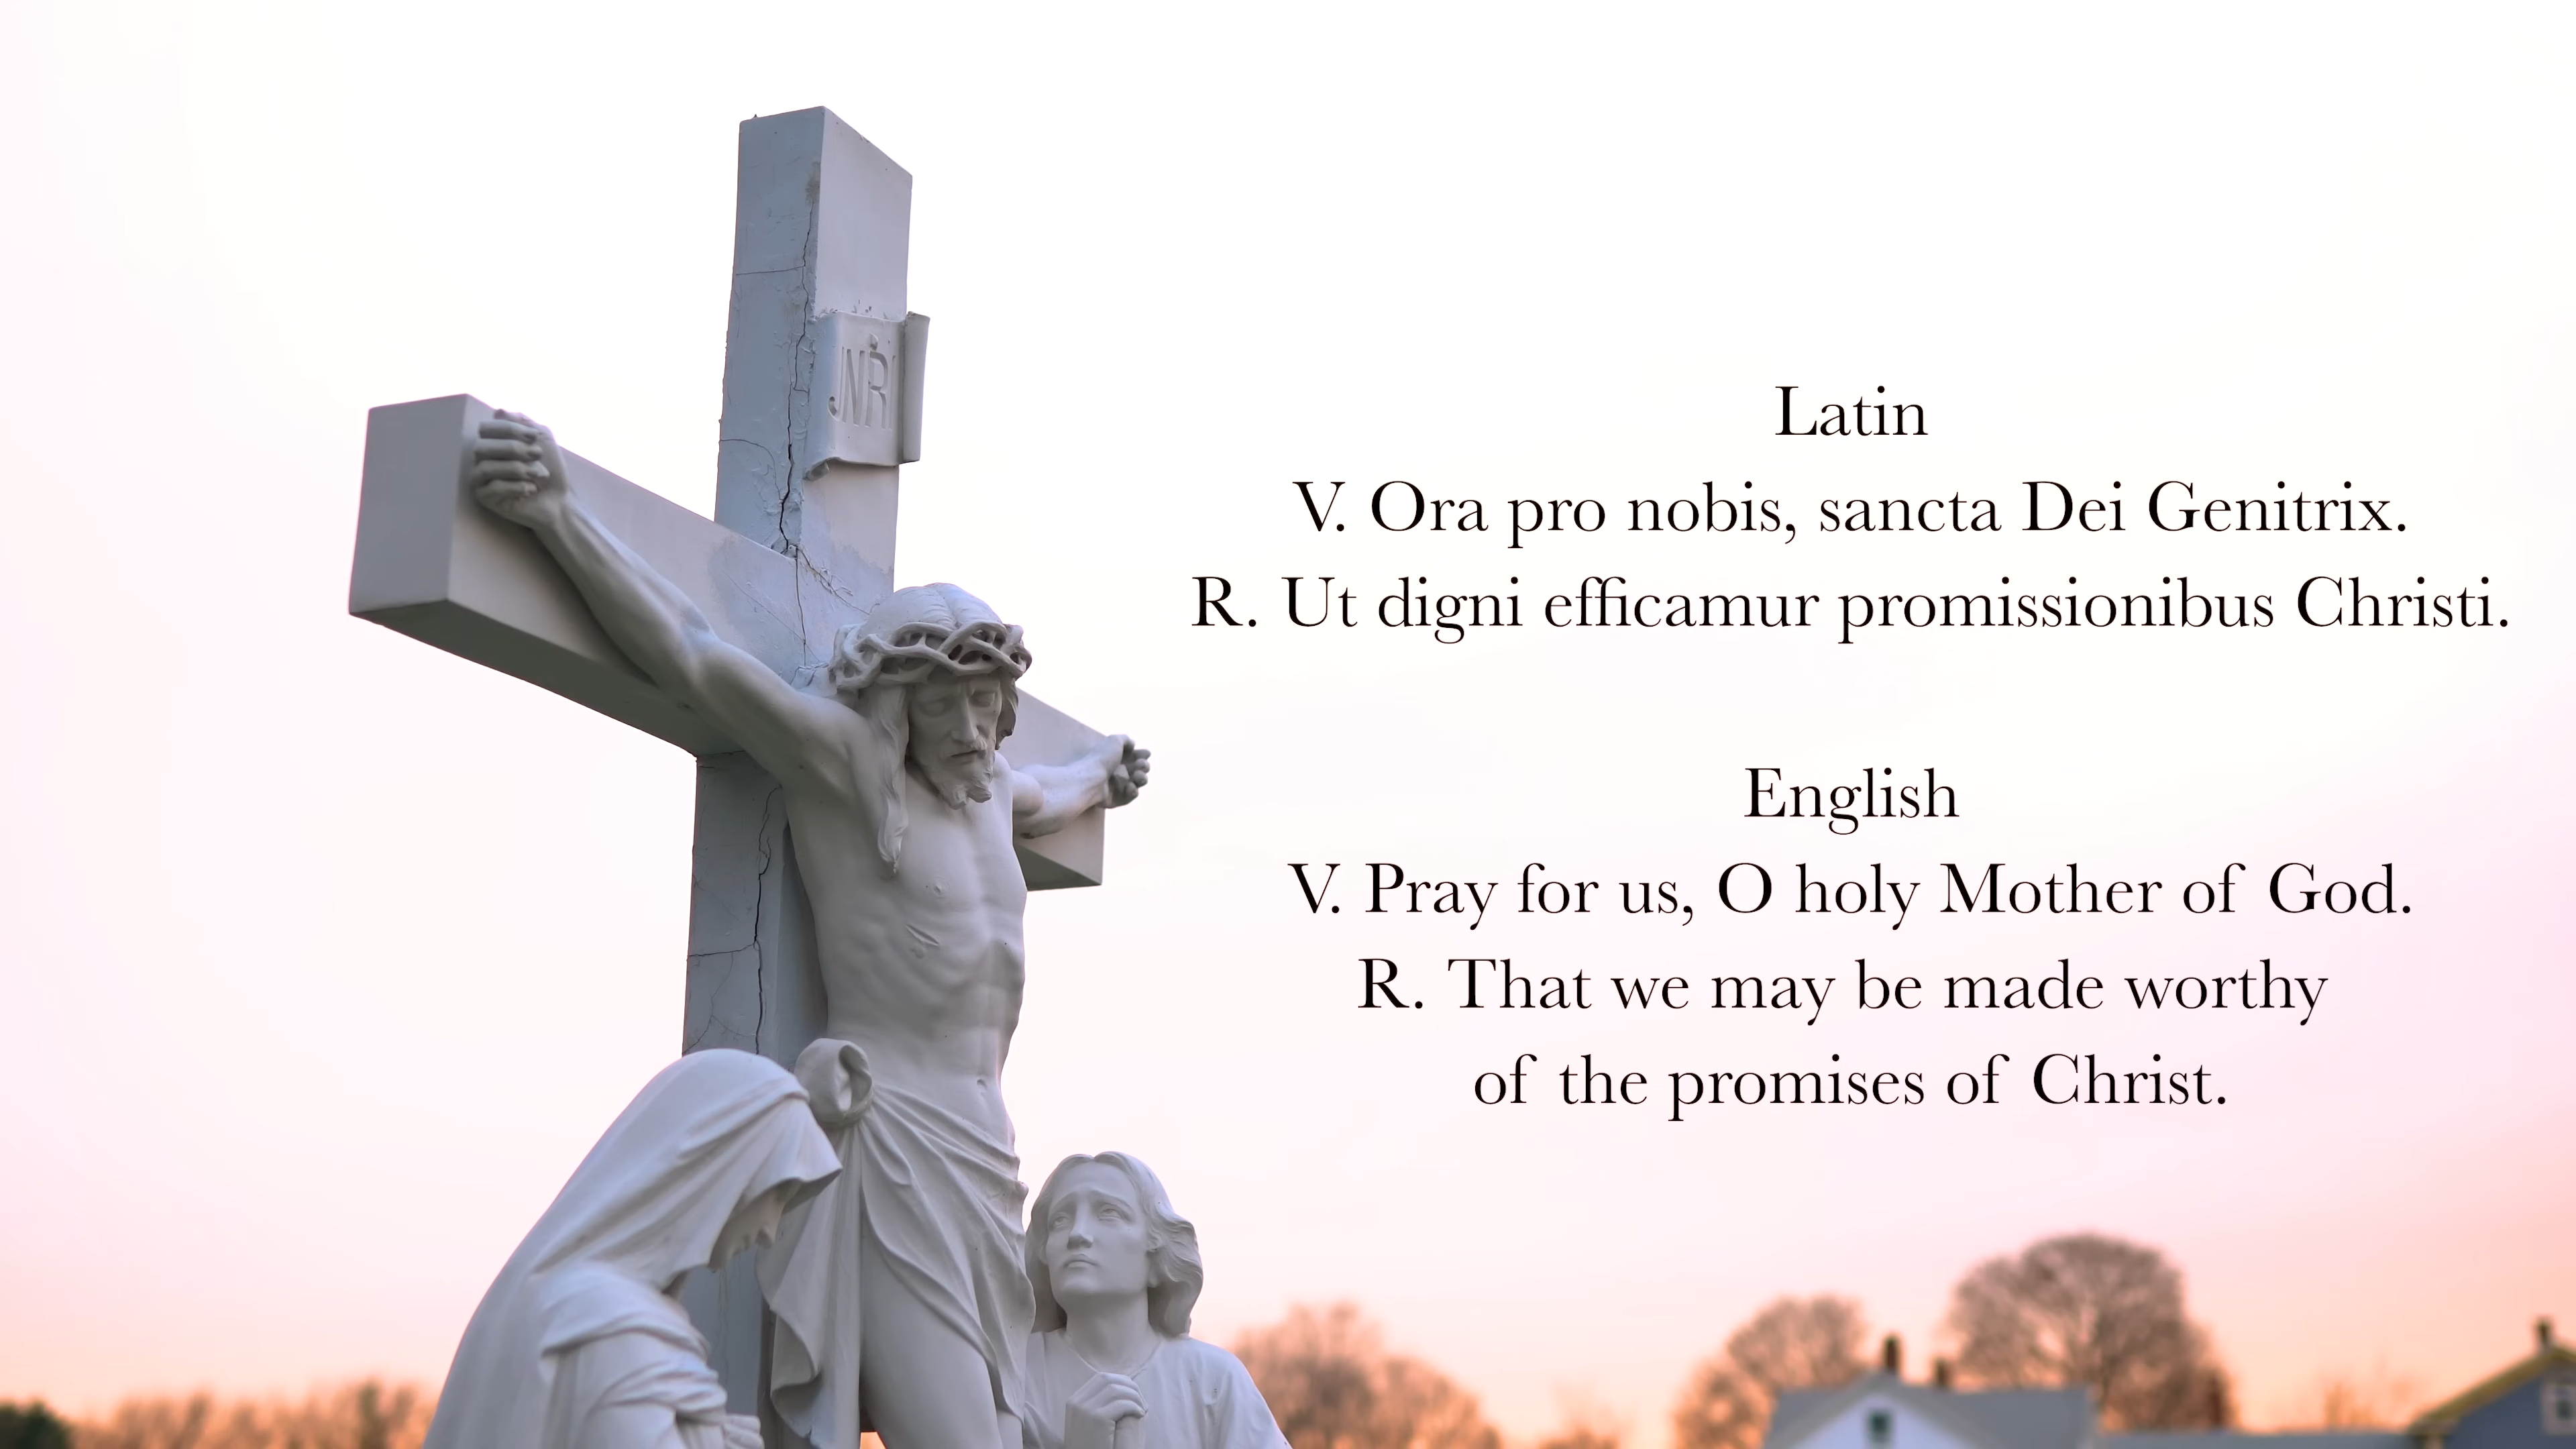 JNRI
Latin
V. Ora pro nobis, sancta Dei Genitrix.
R. Ut digni efficamur promissionibus Christi.
English
V. Pray for us, O holy Mother of God.
R. That we may be made worthy
of the promises of Christ.